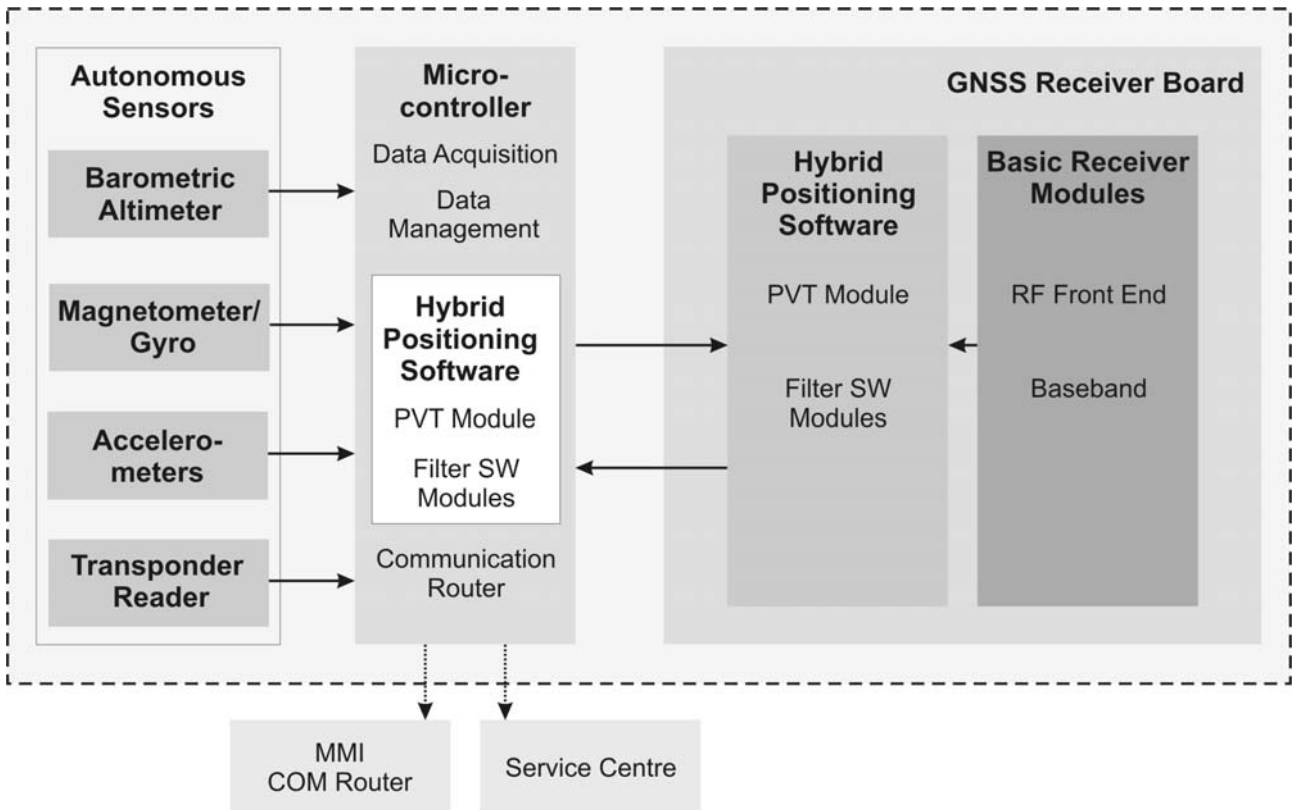 Autonomous
Sensors
Barometric
Altimeter
Magnetometer/
Gyro
Accelero-
meters
Transponder
Reader
Micro-
controller
Data Acquisition
Data
Management
Hybrid
Positioning
Software
PVT Module
Filter SW
Modules
Communication
Router
GNSS Receiver Board
Hybrid
Positioning
Software
PVT Module
Filter SW
Modules
Basic Receiver
Modules
RF Front End
Baseband
MMI
COM Router
Service Centre